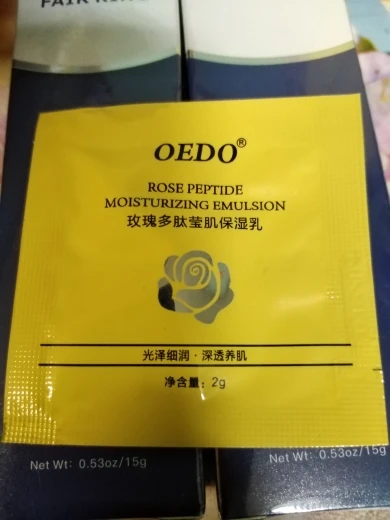 OEDO®
ROSE PEPTIDE
MOISTURIZING EMULSION
玫瑰多肽莹肌保湿乳
光泽细润·深透养肌
净含量：2g
Net Wt: 0.53oz/15g
Net Wt: 0.53oz/15g